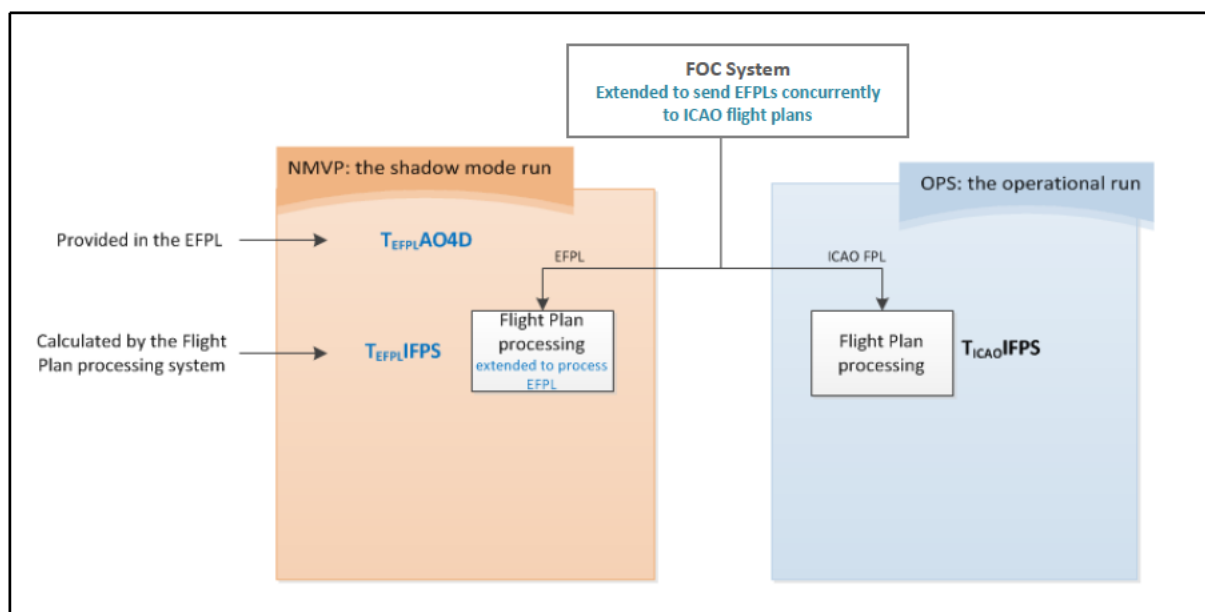 FOC System
Extended to send EFPLs concurrently
to ICAO flight plans
NMVP: the shadow mode run
OPS: the operational run
Provided in the EFPL
TEFPLAO4D
EFPL
ICAO FPL
Calculated by the Flight
Plan processing system
TEFPLIFPS
Flight Plan
processing
extended to process
EFPL
Flight Plan
processing
TICAOIFPS